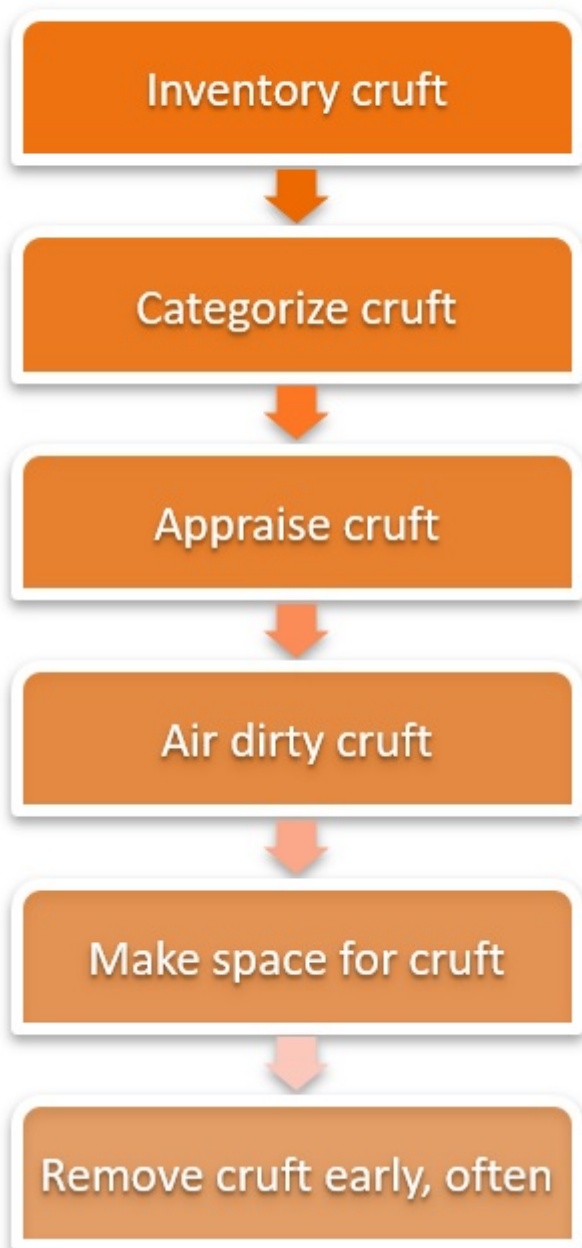 Inventory cruft
Categorize cruft
Appraise cruft
Air dirty cruft
Make space for cruft
Remove cruft early, often